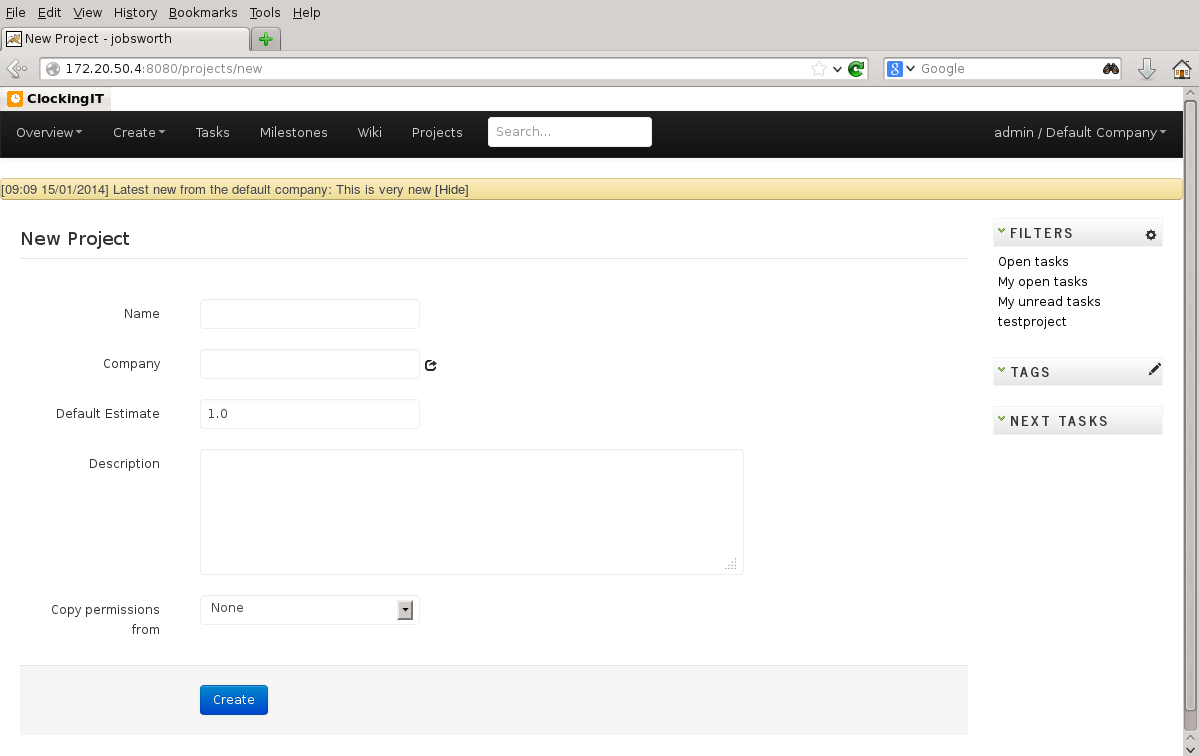 File Edit View History Bookmarks Tools Help
New Project - jobsworth
172.20.50.4:8080/projects/new
8 Google
ClockingIT
Overview Create Tasks Milestones Wiki Projects Search... admin / Default Company
[09:09 15/01/2014] Latest new from the default company: This is very new [Hide]
New Project
Name
Company
Default Estimate 1.0
Description
Copy permissions from None
Create
FILTERS
Open tasks
My open tasks
My unread tasks
testproject
TAGS
NEXT TASKS